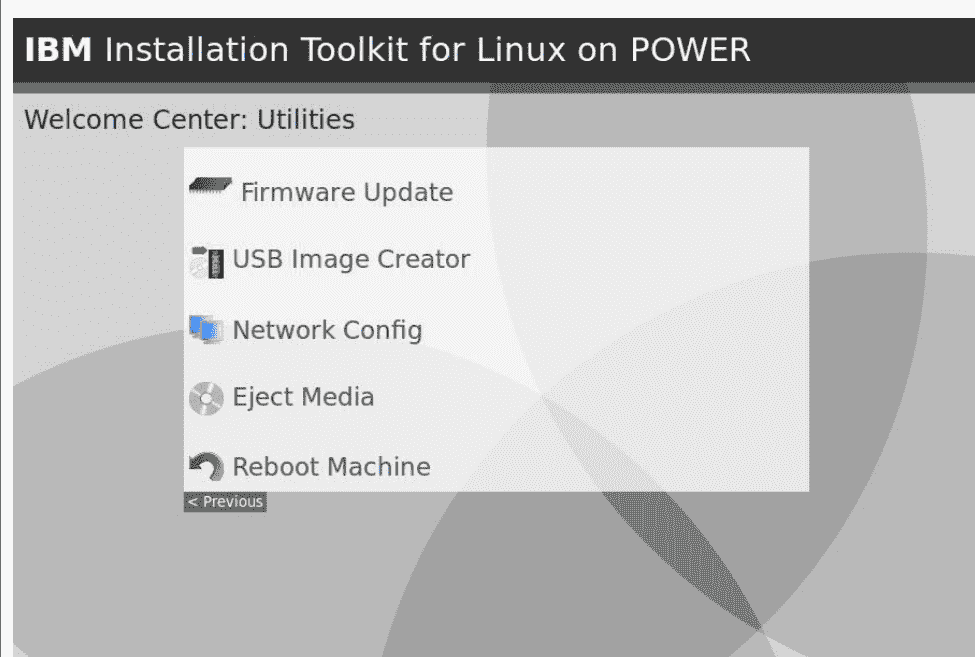 IBM Installation Toolkit for Linux on POWER
Welcome Center: Utilities
Firmware Update
USB Image Creator
Network Config
Eject Media
Reboot Machine
< Previous